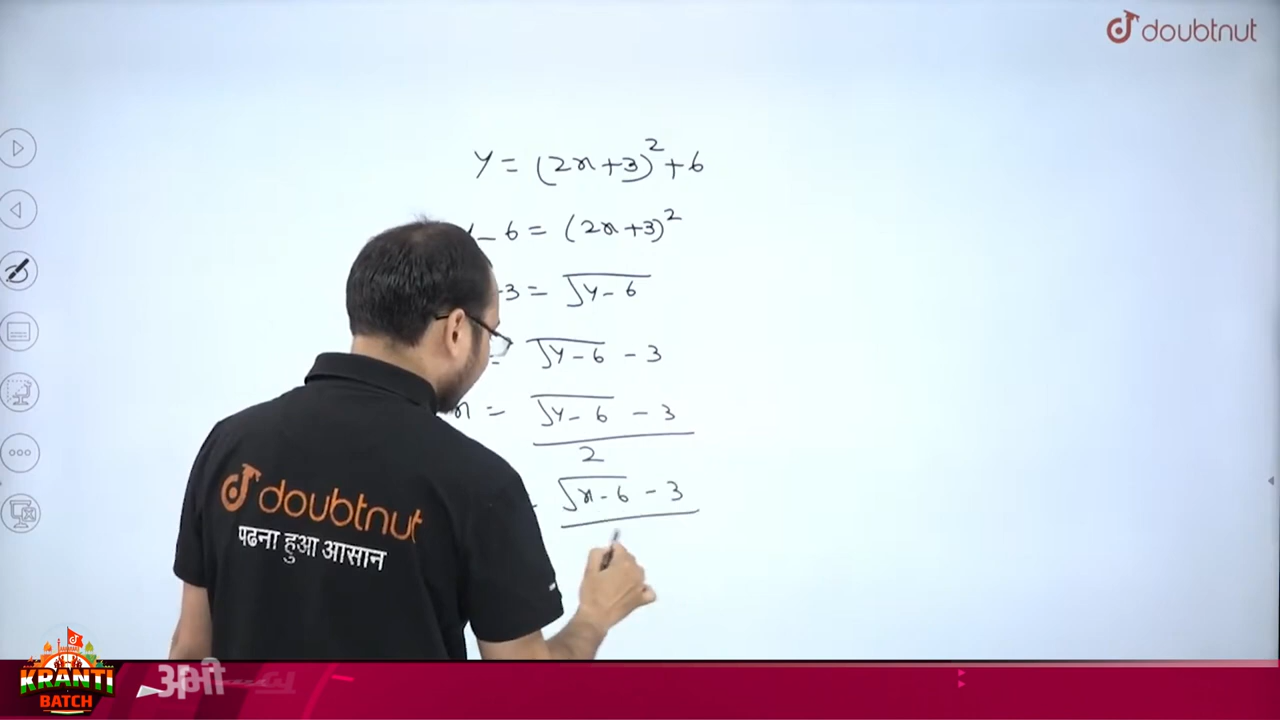 doubtnut
y = (2x+3)² + 6
- 6 = (2x+3)²
3 = √(y-6)
= √(y-6) - 3
x = √(y-6) - 3
2
√(x-6) - 3
doubtnut
पढना हुआ आसान
KRANTI
BATCH
अभी